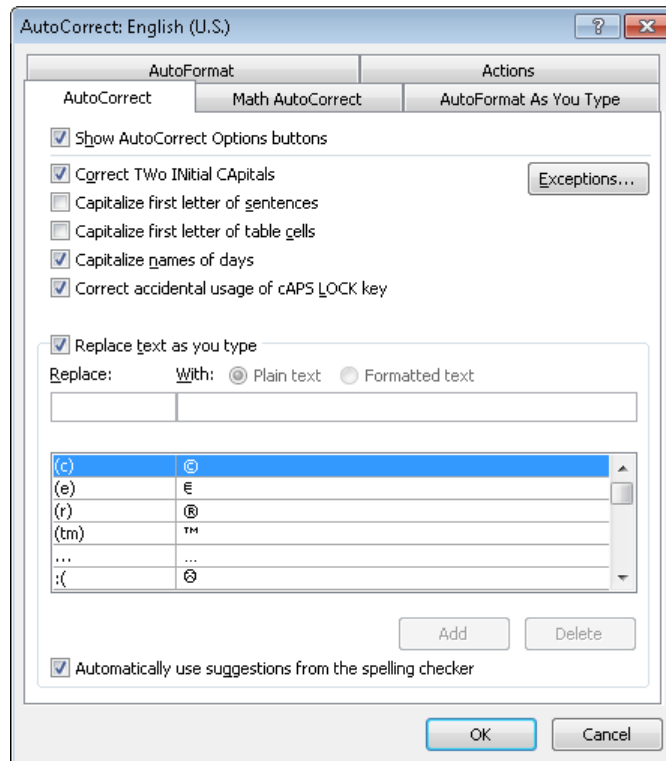 AutoCorrect: English (U.S.)
AutoFormat Actions
AutoCorrect Math AutoCorrect AutoFormat As You Type
Show AutoCorrect Options buttons
Correct TWo INitial CApitals Exceptions...
Capitalize first letter of sentences
Capitalize first letter of table cells
Capitalize names of days
Correct accidental usage of cAPS LOCK key
Replace text as you type
Replace: With: Plain text Formatted text
(c) ©
(e) €
(r) ®
(tm) ™
... ...
:( ☹
Add Delete
Automatically use suggestions from the spelling checker
OK Cancel